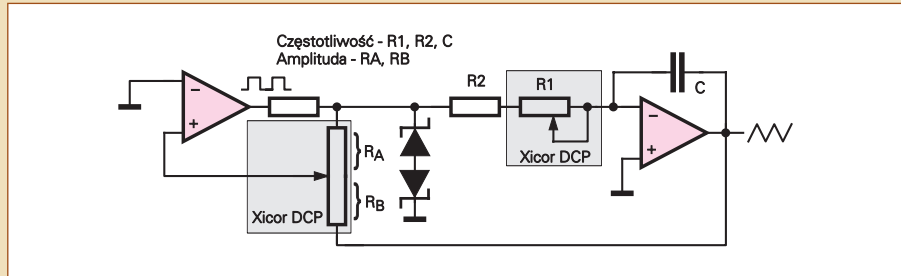 Częstotliwość - R1, R2, C
Amplituda - RA, RB
R2
R1
C
Xicor DCP
RA
RB
Xicor DCP